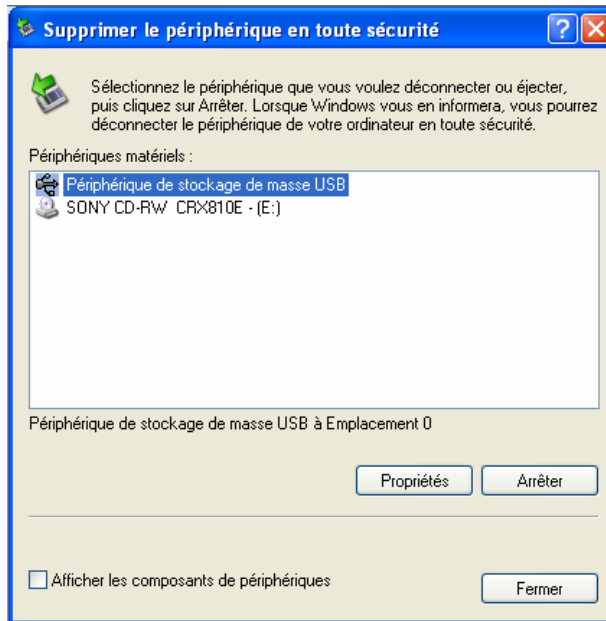 Supprimer le périphérique en toute sécurité
Sélectionnez le périphérique que vous voulez déconnecter ou éjecter,
puis cliquez sur Arrêter. Lorsque Windows vous en informera, vous pourrez
déconnecter le périphérique de votre ordinateur en toute sécurité.
Périphériques matériels :
Périphérique de stockage de masse USB
SONY CD-RW CRX810E - (E:)
Périphérique de stockage de masse USB à Emplacement 0
Propriétés
Arrêter
Afficher les composants de périphériques
Fermer